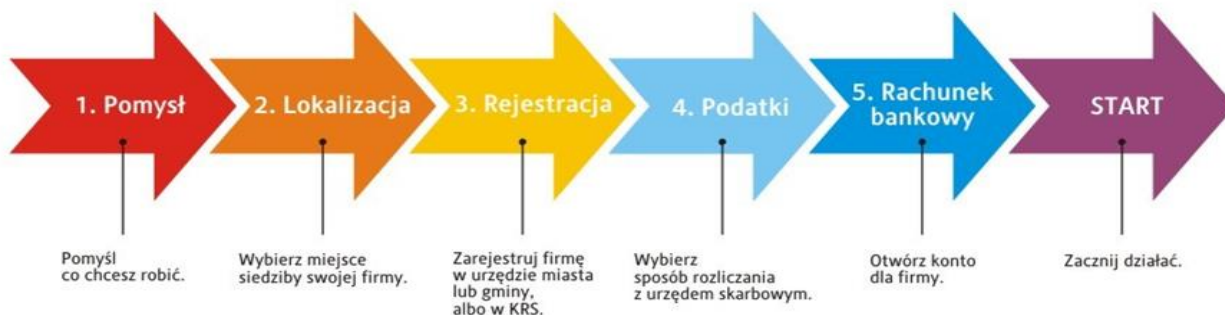 1. Pomysł
2. Lokalizacja
3. Rejestracja
4. Podatki
5. Rachunek
bankowy
START
Pomyśl
co chcesz robić.
Wybierz miejsce
siedziby swojej firmy.
Zarejestruj firmę
w urzędzie miasta
lub gminy,
albo w KRS.
Wybierz
sposób rozliczania
z urzędem skarbowym.
Otwórz konto
dla firmy.
Zacznij działać.